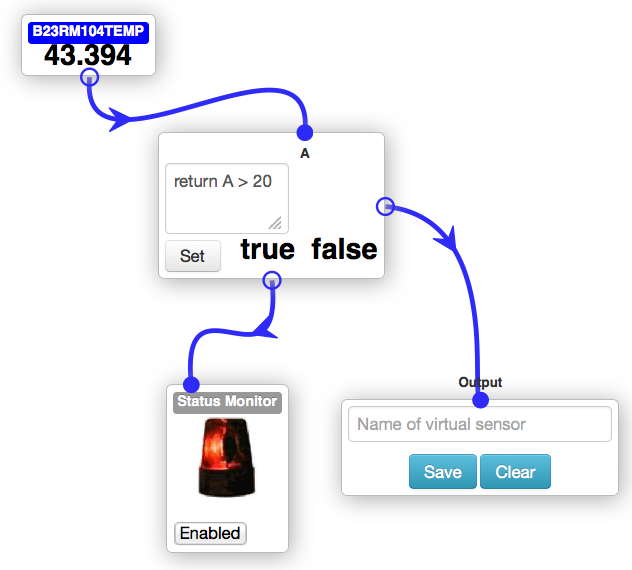 B23RM104TEMP
43.394
A
return A > 20
Set
true false
Output
Status Monitor
Name of virtual sensor
Save
Clear
Enabled